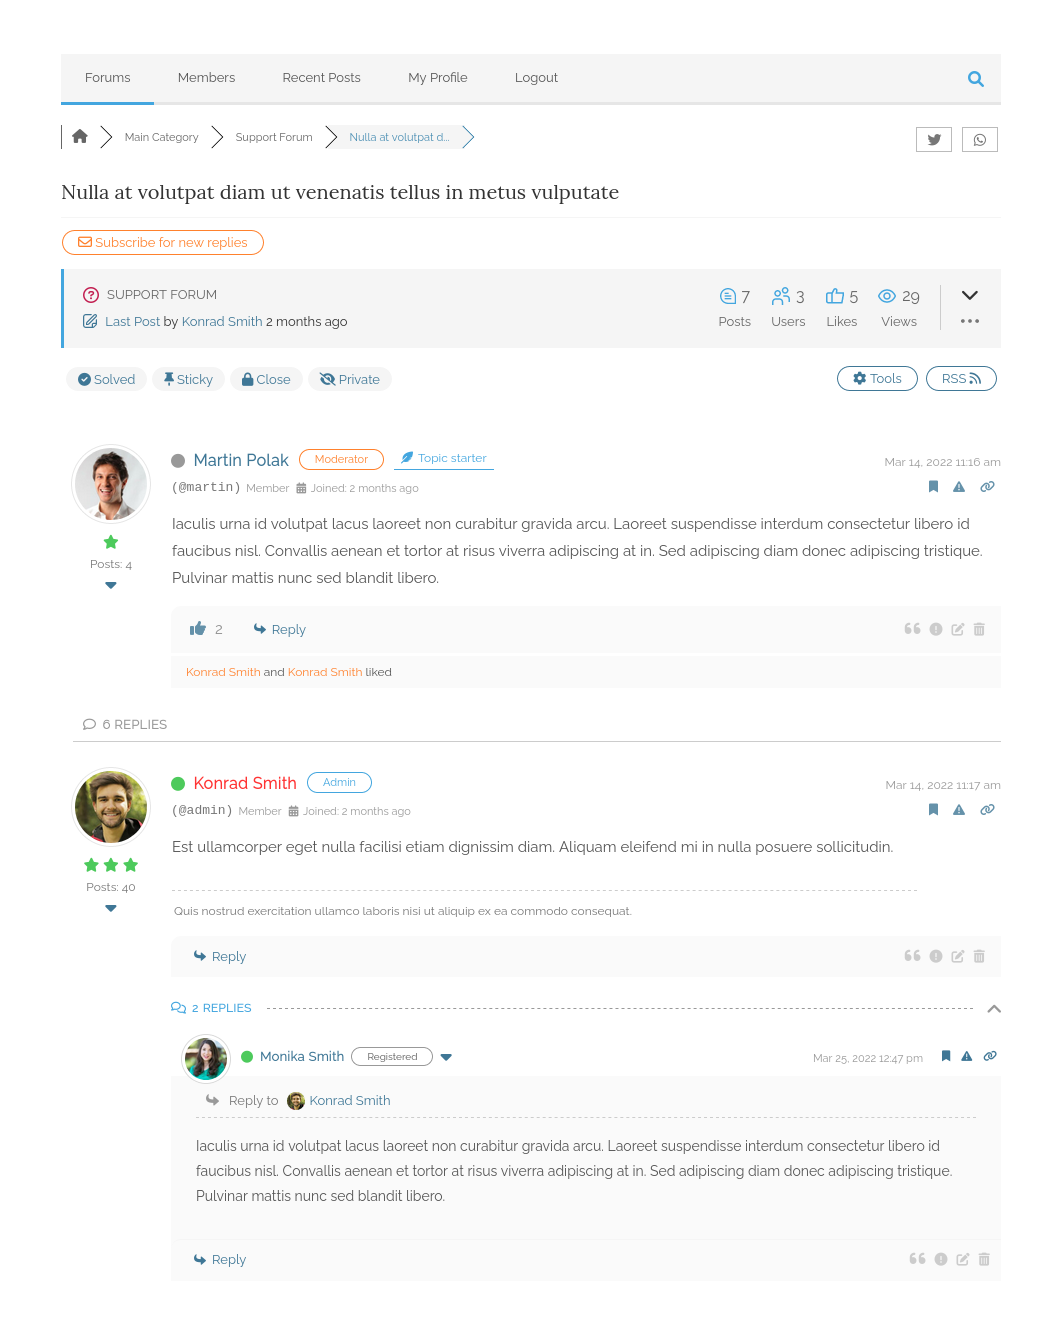 Forums Members Recent Posts My Profile Logout
Main Category Support Forum Nulla at volutpat d...
Nulla at volutpat diam ut venenatis tellus in metus vulputate
Subscribe for new replies
SUPPORT FORUM 7 3 5 29
Last Post by Konrad Smith 2 months ago Posts Users Likes Views
Solved Sticky Close Private Tools RSS
Martin Polak Moderator Topic starter Mar 14, 2022 11:16 am
(@martin) Member Joined: 2 months ago
Iaculis urna id volutpat lacus laoreet non curabitur gravida arcu. Laoreet suspendisse interdum consectetur libero id
faucibus nisl. Convallis aenean et tortor at risus viverra adipiscing at in. Sed adipiscing diam donec adipiscing tristique.
Posts: 4
Pulvinar mattis nunc sed blandit libero.
2 Reply
Konrad Smith and Konrad Smith liked
6 REPLIES
Konrad Smith Admin Mar 14, 2022 11:17 am
(@admin) Member Joined: 2 months ago
Est ullamcorper eget nulla facilisi etiam dignissim diam. Aliquam eleifend mi in nulla posuere sollicitudin.
Posts: 40
Quis nostrud exercitation ullamco laboris nisi ut aliquip ex ea commodo consequat.
Reply
2 REPLIES
Monika Smith Registered Mar 25, 2022 12:47 pm
Reply to Konrad Smith
Iaculis urna id volutpat lacus laoreet non curabitur gravida arcu. Laoreet suspendisse interdum consectetur libero id
faucibus nisl. Convallis aenean et tortor at risus viverra adipiscing at in. Sed adipiscing diam donec adipiscing tristique.
Pulvinar mattis nunc sed blandit libero.
Reply